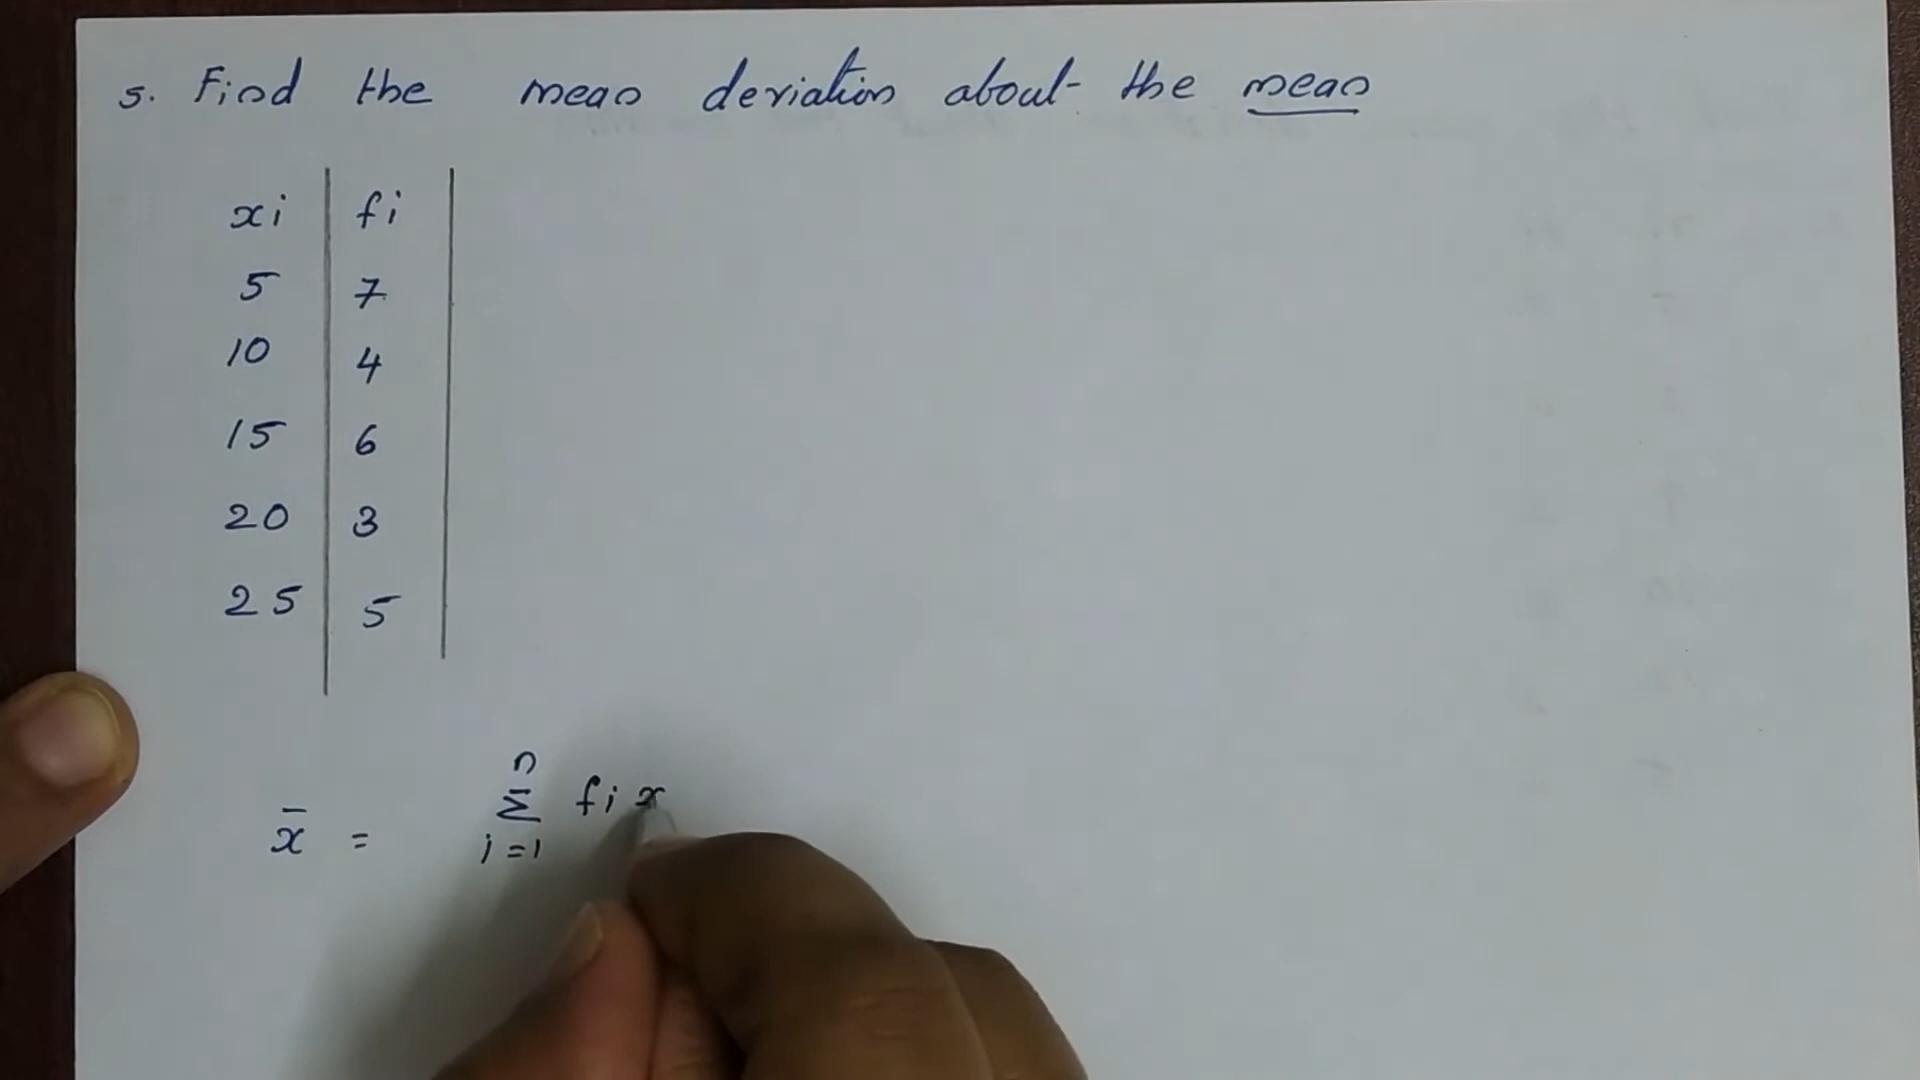 5. Find the mean deviation about the mean
xi fi
5 7
10 4
15 6
20 3
25 5
n
x̄ = Σ fi x
i=1